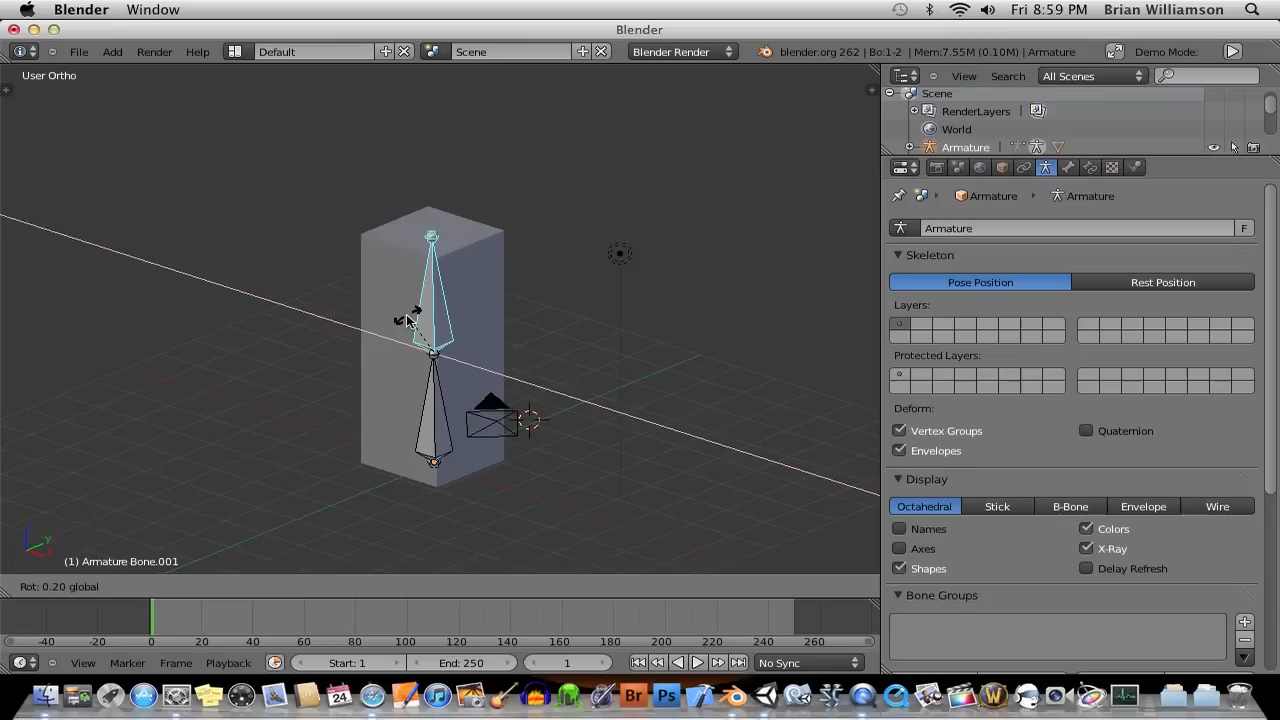 Blender Window Fri 8:59 PM Brian Williamson
Blender
File Add Render Help Default Scene Blender Render blender.org 262 | Bo:1-2 | Mem:7.55M (0.10M) | Armature Demo Mode:
User Ortho
View Search All Scenes
Scene
RenderLayers
World
Armature
Armature Armature
Armature F
Skeleton
Pose Position Rest Position
Layers:
Protected Layers:
Deform:
Vertex Groups Quaternion
Envelopes
Display
Octahedral Stick B-Bone Envelope Wire
Names Colors
Axes X-Ray
Shapes Delay Refresh
Bone Groups
y
x
(1) Armature Bone.001
Rot: 0.20 global
-40 -20 0 20 40 60 80 100 120 140 160 180 200 220 240 260
View Marker Frame Playback Start: 1 End: 250 1 No Sync
24 Br Ps W